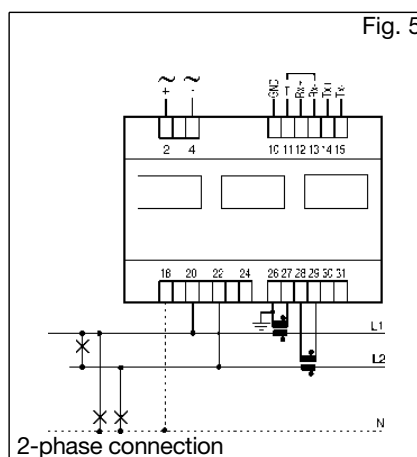 Fig. 5
~ ~
+ -
GND T Rx+ Rx- Tx+ Tx-
2 4 10 11 12 13 14 15
18 20 22 24 26 27 28 29 30 31
L1
L2
N
2-phase connection